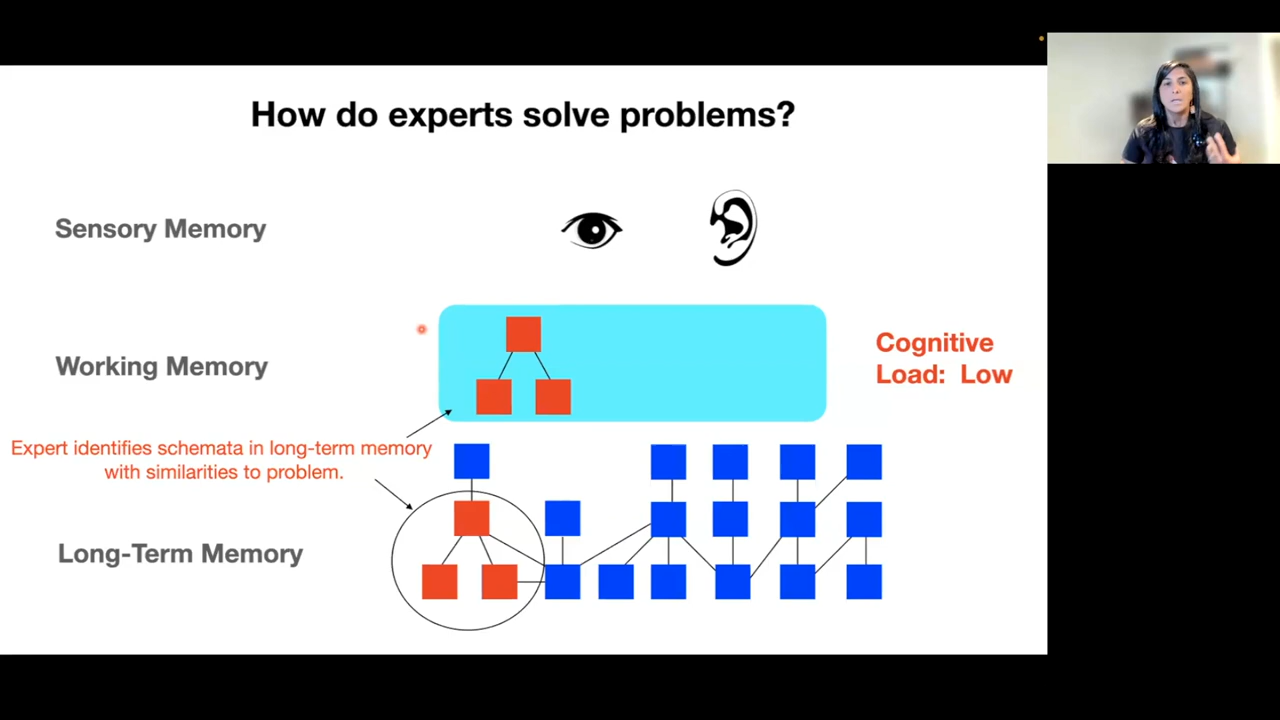 How do experts solve problems?
Sensory Memory
Working Memory
Cognitive
Load: Low
Expert identifies schemata in long-term memory
with similarities to problem.
Long-Term Memory